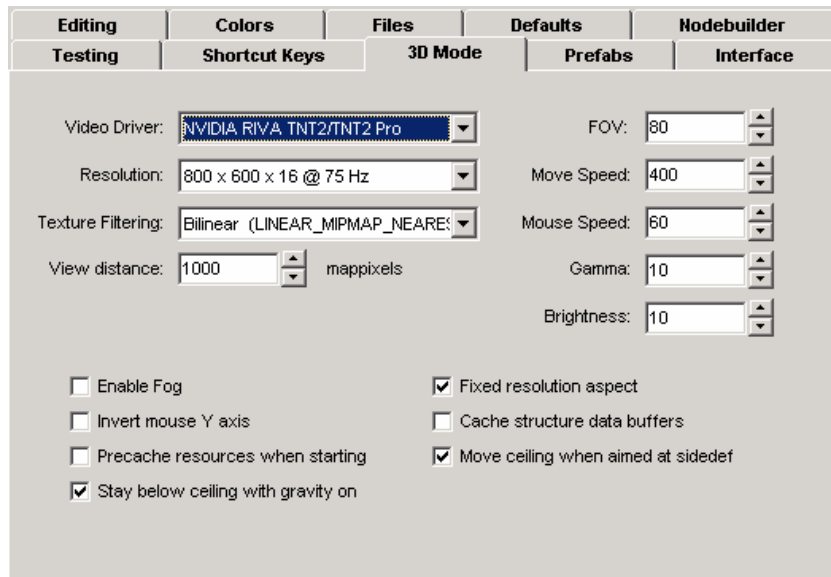 Editing Colors Files Defaults Nodebuilder
Testing Shortcut Keys 3D Mode Prefabs Interface
Video Driver: NVIDIA RIVA TNT2/TNT2 Pro
FOV: 80
Resolution: 800 x 600 x 16 @ 75 Hz
Move Speed: 400
Texture Filtering: Bilinear (LINEAR_MIPMAP_NEARES
Mouse Speed: 60
View distance: 1000 mappixels
Gamma: 10
Brightness: 10
Enable Fog
Fixed resolution aspect
Invert mouse Y axis
Cache structure data buffers
Precache resources when starting
Move ceiling when aimed at sidedef
Stay below ceiling with gravity on